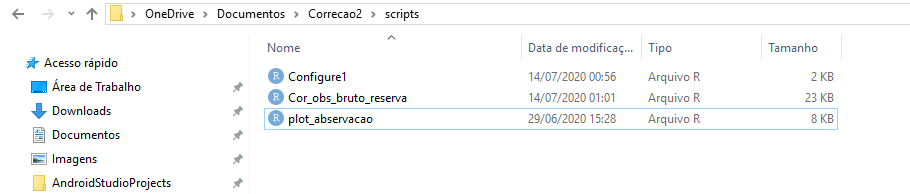 OneDrive > Documentos > Correcao2 > scripts
Nome Data de modificaç... Tipo Tamanho
Acesso rápido
Área de Trabalho
Downloads
Documentos
Imagens
AndroidStudioProjects
R Configure1 14/07/2020 00:56 Arquivo R 2 KB
R Cor_obs_bruto_reserva 14/07/2020 01:01 Arquivo R 23 KB
R plot_abservacao 29/06/2020 15:28 Arquivo R 8 KB